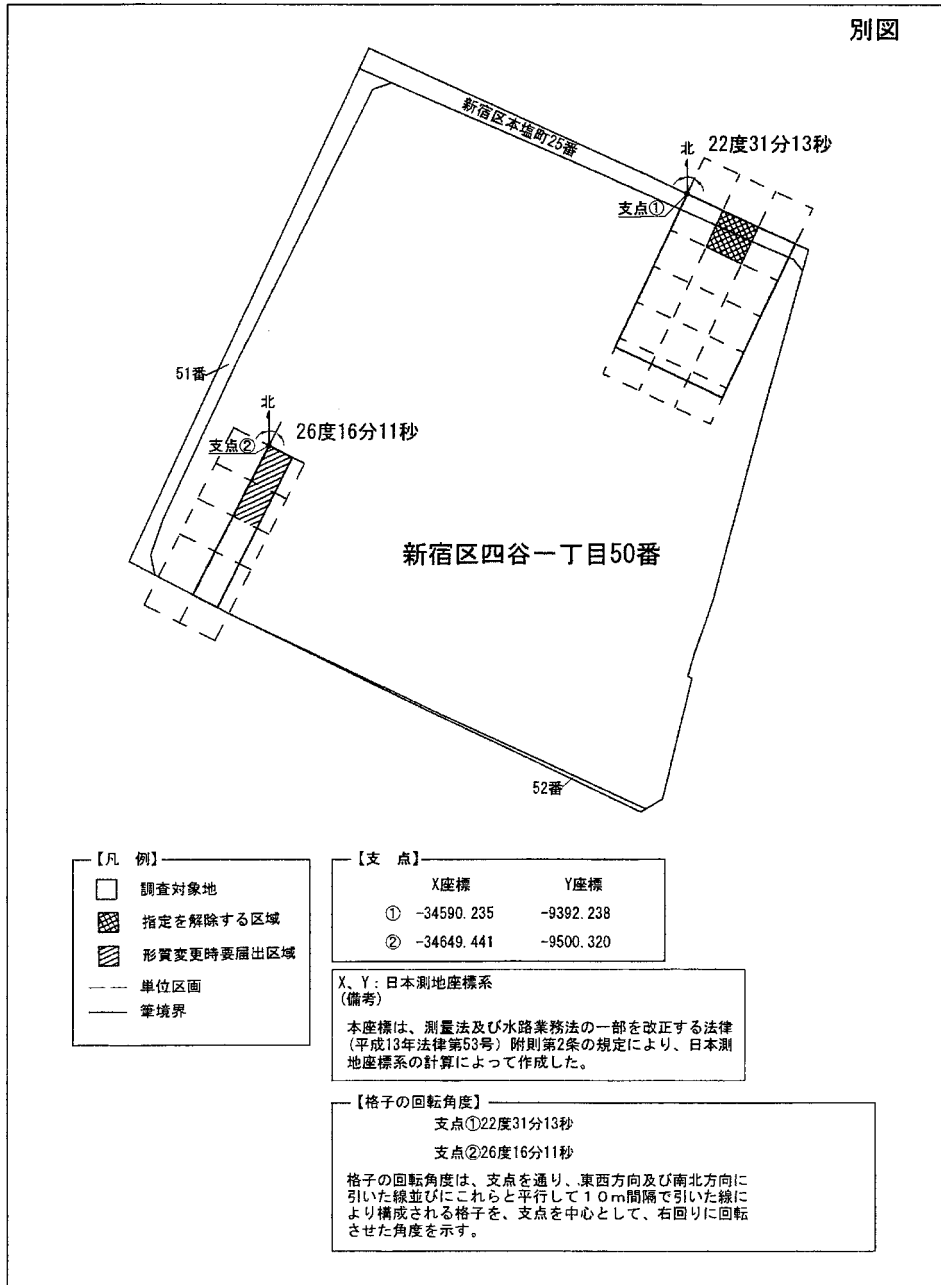 別図
新宿区本塩町25番
北
22度31分13秒
支点①
51番
北
26度16分11秒
支点②
新宿区四谷一丁目50番
52番
【凡 例】
調査対象地
指定を解除する区域
形質変更時要届出区域
単位区画
筆境界
【支 点】
X座標 Y座標
① -34590.235 -9392.238
② -34649.441 -9500.320
X、Y:日本測地座標系
(備考)
本座標は、測量法及び水路業務法の一部を改正する法律
(平成13年法律第53号)附則第2条の規定により、日本測
地座標系の計算によって作成した。
【格子の回転角度】
支点①22度31分13秒
支点②26度16分11秒
格子の回転角度は、支点を通り、東西方向及び南北方向に
引いた線並びにこれらと平行して10m間隔で引いた線に
より構成される格子を、支点を中心として、右回りに回転
させた角度を示す。